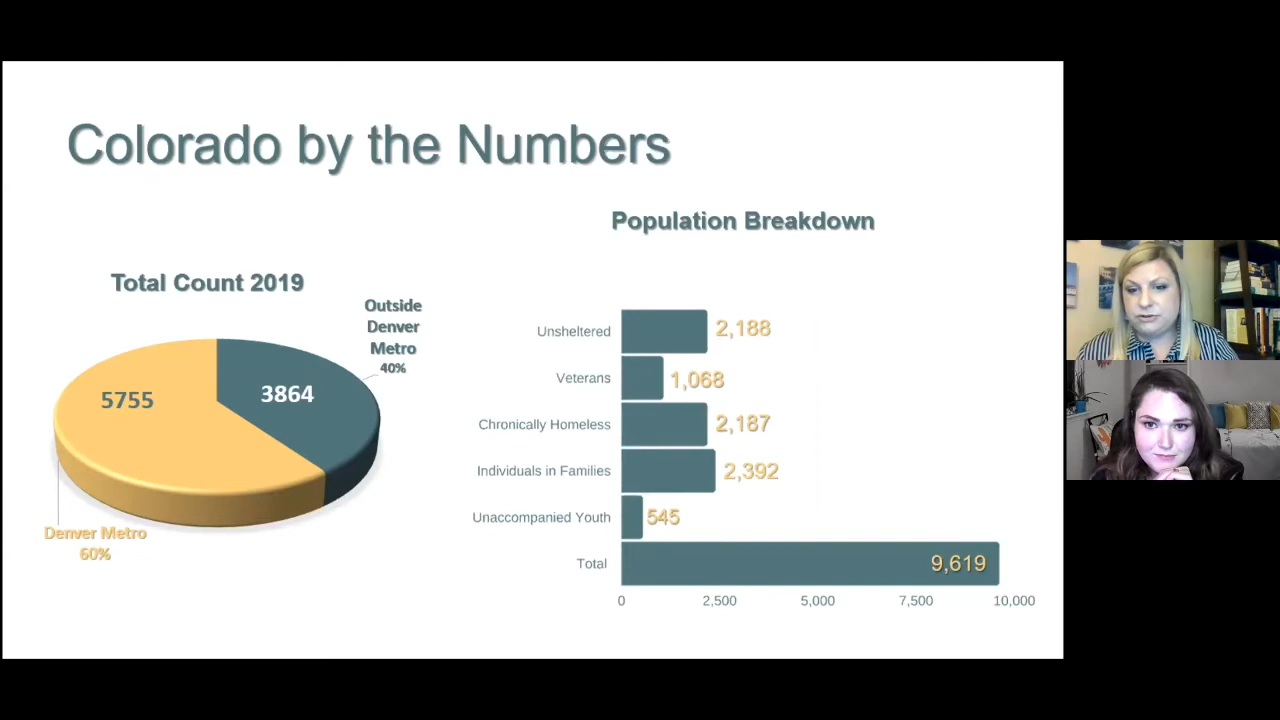 Colorado by the Numbers
Total Count 2019
Outside
Denver
Metro
40%
5755
3864
Denver Metro
60%
Population Breakdown
Unsheltered 2,188
Veterans 1,068
Chronically Homeless 2,187
Individuals in Families 2,392
Unaccompanied Youth 545
Total 9,619
0 2,500 5,000 7,500 10,000